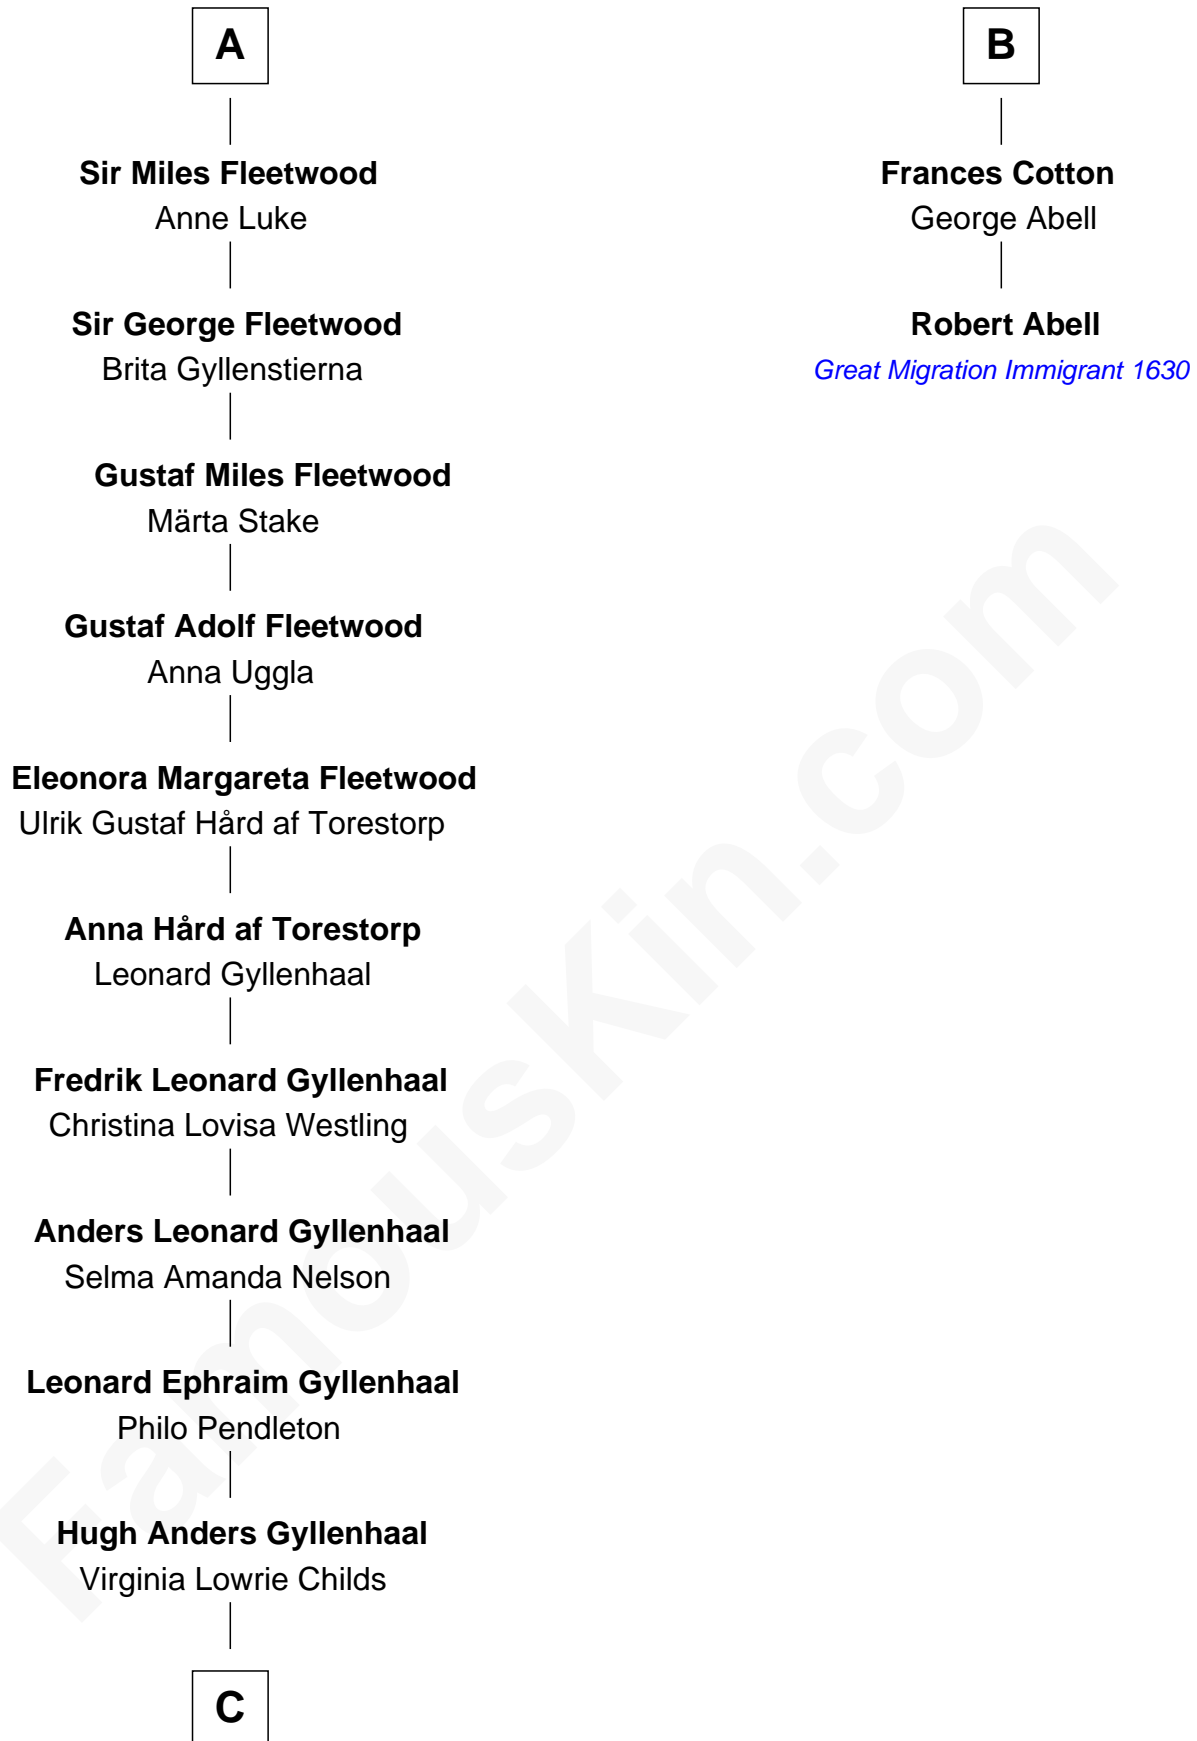 A
Sir Miles Fleetwood
Anne Luke
Sir George Fleetwood
Brita Gyllenstierna
Gustaf Miles Fleetwood
Märta Stake
Gustaf Adolf Fleetwood
Anna Uggla
Eleonora Margareta Fleetwood
Ulrik Gustaf Hård af Torestorp
Anna Hård af Torestorp
Leonard Gyllenhaal
Fredrik Leonard Gyllenhaal
Christina Lovisa Westling
Anders Leonard Gyllenhaal
Selma Amanda Nelson
Leonard Ephraim Gyllenhaal
Philo Pendleton
Hugh Anders Gyllenhaal
Virginia Lowrie Childs
C
B
Frances Cotton
George Abell
Robert Abell
Great Migration Immigrant 1630
FamousKin.com